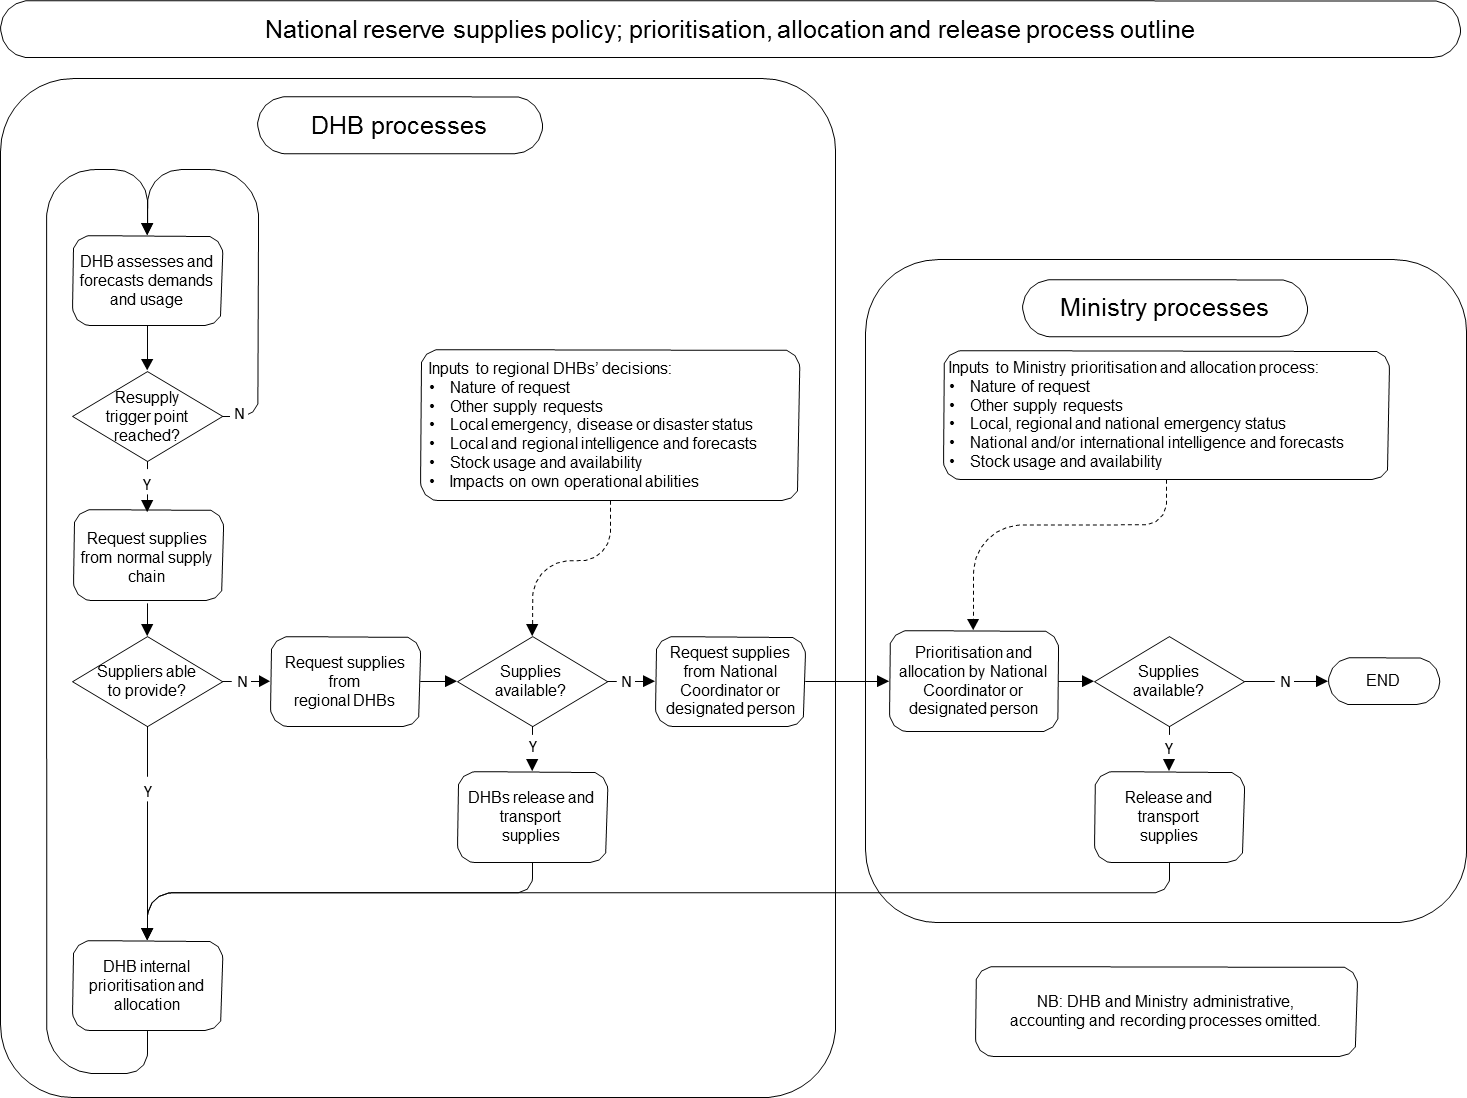 National reserve supplies policy; prioritisation, allocation and release process outline
DHB processes
DHB assesses and
forecasts demands
and usage
Resupply
trigger point
reached?
N
Y
Request supplies
from normal supply
chain
Suppliers able
to provide?
N
Y
Request supplies
from
regional DHBs
Inputs to regional DHBs’ decisions:
• Nature of request
• Other supply requests
• Local emergency, disease or disaster status
• Local and regional intelligence and forecasts
• Stock usage and availability
• Impacts on own operational abilities
Supplies
available?
N
Y
Request supplies
from National
Coordinator or
designated person
DHBs release and
transport
supplies
DHB internal
prioritisation and
allocation
Ministry processes
Inputs to Ministry prioritisation and allocation process:
• Nature of request
• Other supply requests
• Local, regional and national emergency status
• National and/or international intelligence and forecasts
• Stock usage and availability
Prioritisation and
allocation by National
Coordinator or
designated person
Supplies
available?
N
END
Y
Release and
transport
supplies
NB: DHB and Ministry administrative,
accounting and recording processes omitted.